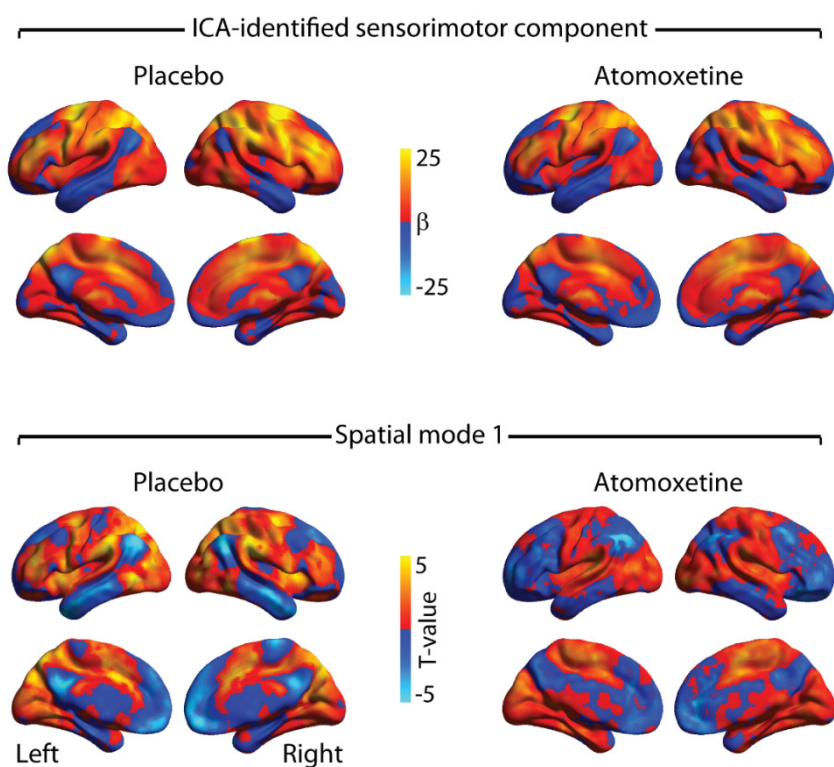 ICA-identified sensorimotor component
Placebo
Atomoxetine
25
β
-25
Spatial mode 1
Placebo
Atomoxetine
5
T-value
-5
Left
Right